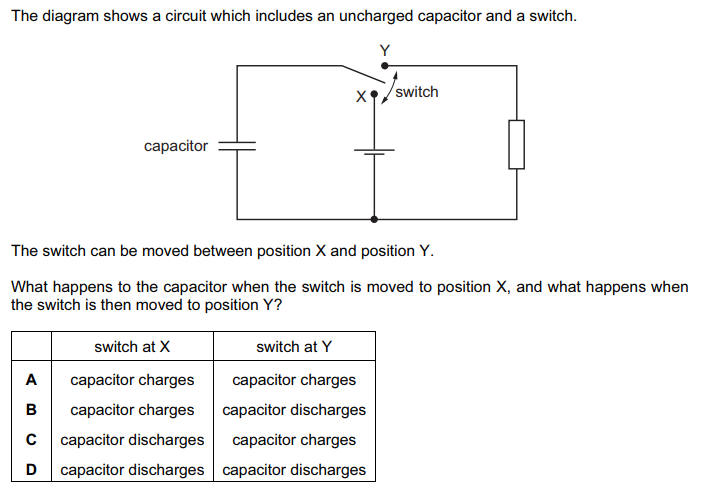 The diagram shows a circuit which includes an uncharged capacitor and a switch.
Y
X
switch
capacitor
The switch can be moved between position X and position Y.
What happens to the capacitor when the switch is moved to position X, and what happens when
the switch is then moved to position Y?
switch at X switch at Y
A capacitor charges capacitor charges
B capacitor charges capacitor discharges
C capacitor discharges capacitor charges
D capacitor discharges capacitor discharges